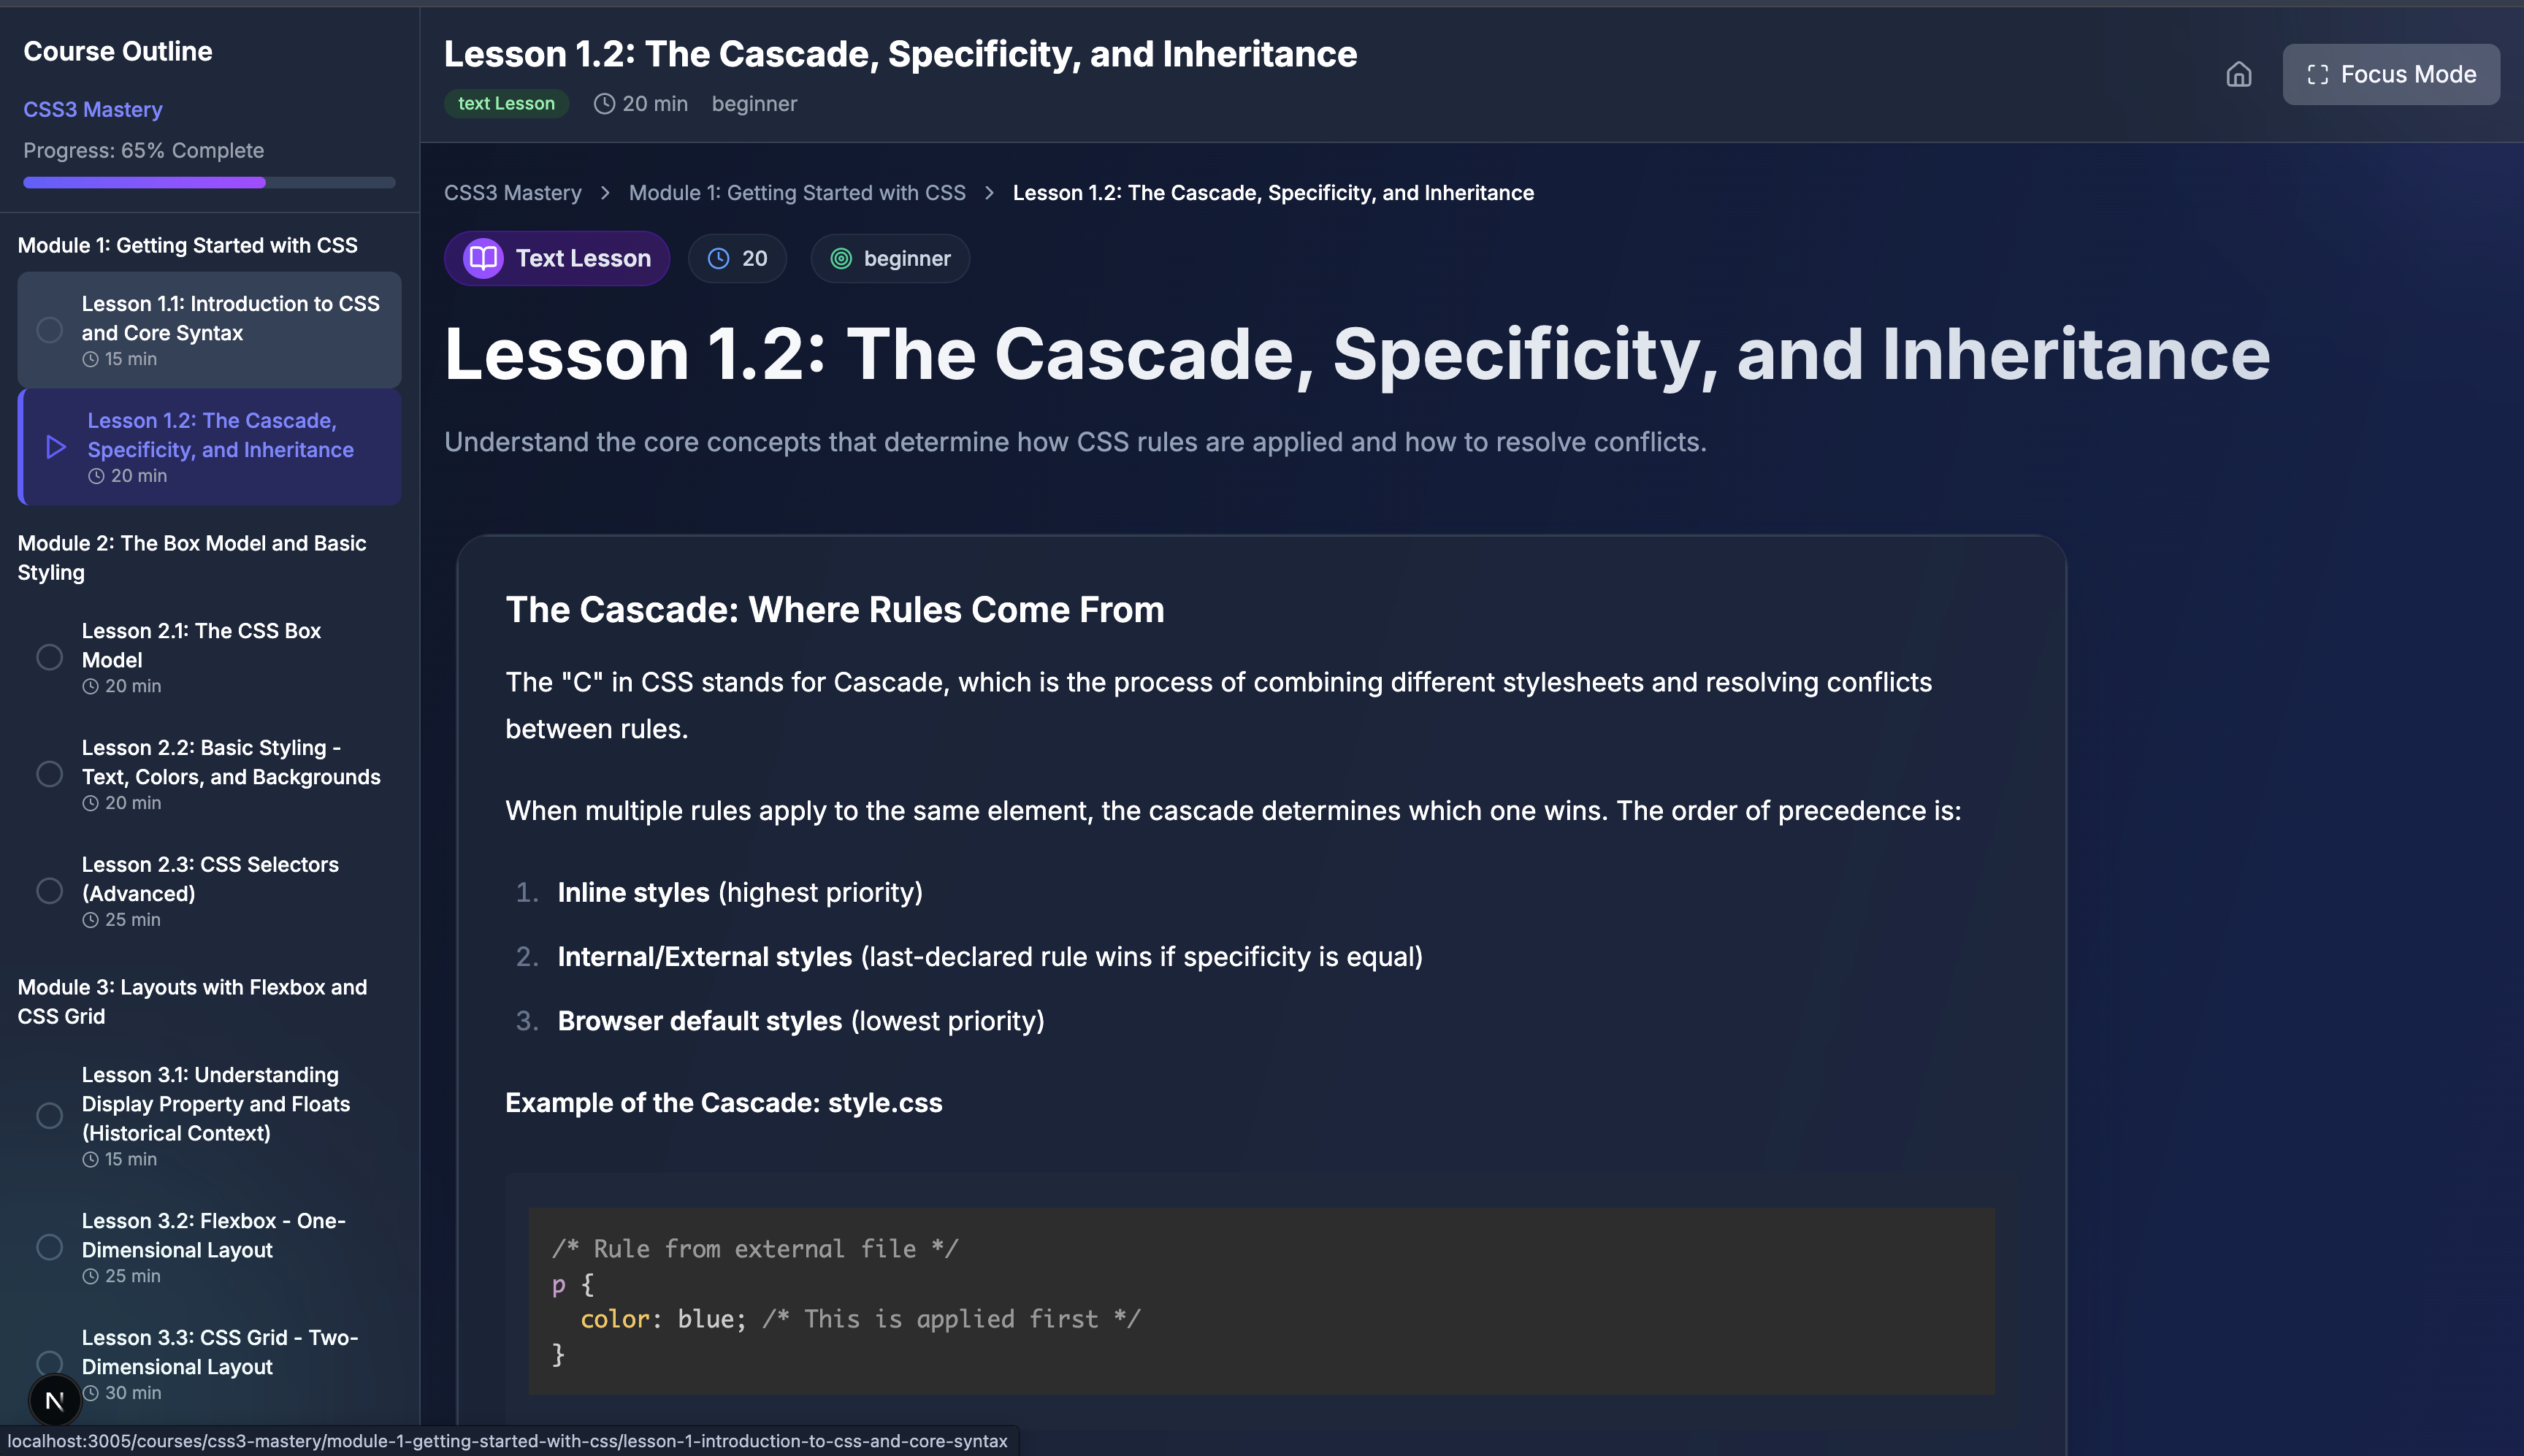 Course Outline
CSS3 Mastery
Progress: 65% Complete
Module 1: Getting Started with CSS
Lesson 1.1: Introduction to CSS
and Core Syntax
15 min
Lesson 1.2: The Cascade,
Specificity, and Inheritance
20 min
Module 2: The Box Model and Basic
Styling
Lesson 2.1: The CSS Box
Model
20 min
Lesson 2.2: Basic Styling -
Text, Colors, and Backgrounds
20 min
Lesson 2.3: CSS Selectors
(Advanced)
25 min
Module 3: Layouts with Flexbox and
CSS Grid
Lesson 3.1: Understanding
Display Property and Floats
(Historical Context)
15 min
Lesson 3.2: Flexbox - One-
Dimensional Layout
25 min
Lesson 3.3: CSS Grid - Two-
Dimensional Layout
30 min
N
Lesson 1.2: The Cascade, Specificity, and Inheritance
text Lesson 20 min beginner
Focus Mode
CSS3 Mastery > Module 1: Getting Started with CSS > Lesson 1.2: The Cascade, Specificity, and Inheritance
Text Lesson 20 beginner
Lesson 1.2: The Cascade, Specificity, and Inheritance
Understand the core concepts that determine how CSS rules are applied and how to resolve conflicts.
The Cascade: Where Rules Come From
The "C" in CSS stands for Cascade, which is the process of combining different stylesheets and resolving conflicts
between rules.
When multiple rules apply to the same element, the cascade determines which one wins. The order of precedence is:
1. Inline styles (highest priority)
2. Internal/External styles (last-declared rule wins if specificity is equal)
3. Browser default styles (lowest priority)
Example of the Cascade: style.css
/* Rule from external file */
p {
  color: blue; /* This is applied first */
}
localhost:3005/courses/css3-mastery/module-1-getting-started-with-css/lesson-1-introduction-to-css-and-core-syntax